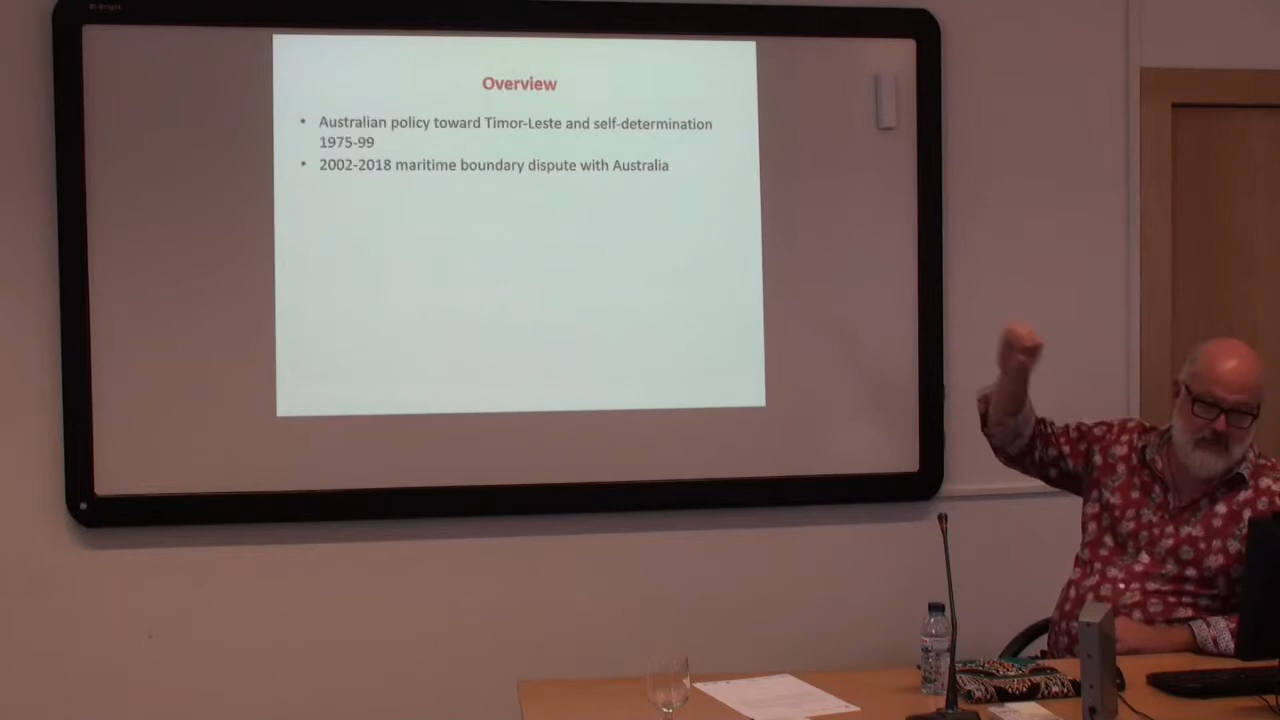 Overview
• Australian policy toward Timor-Leste and self-determination
1975-99
• 2002-2018 maritime boundary dispute with Australia